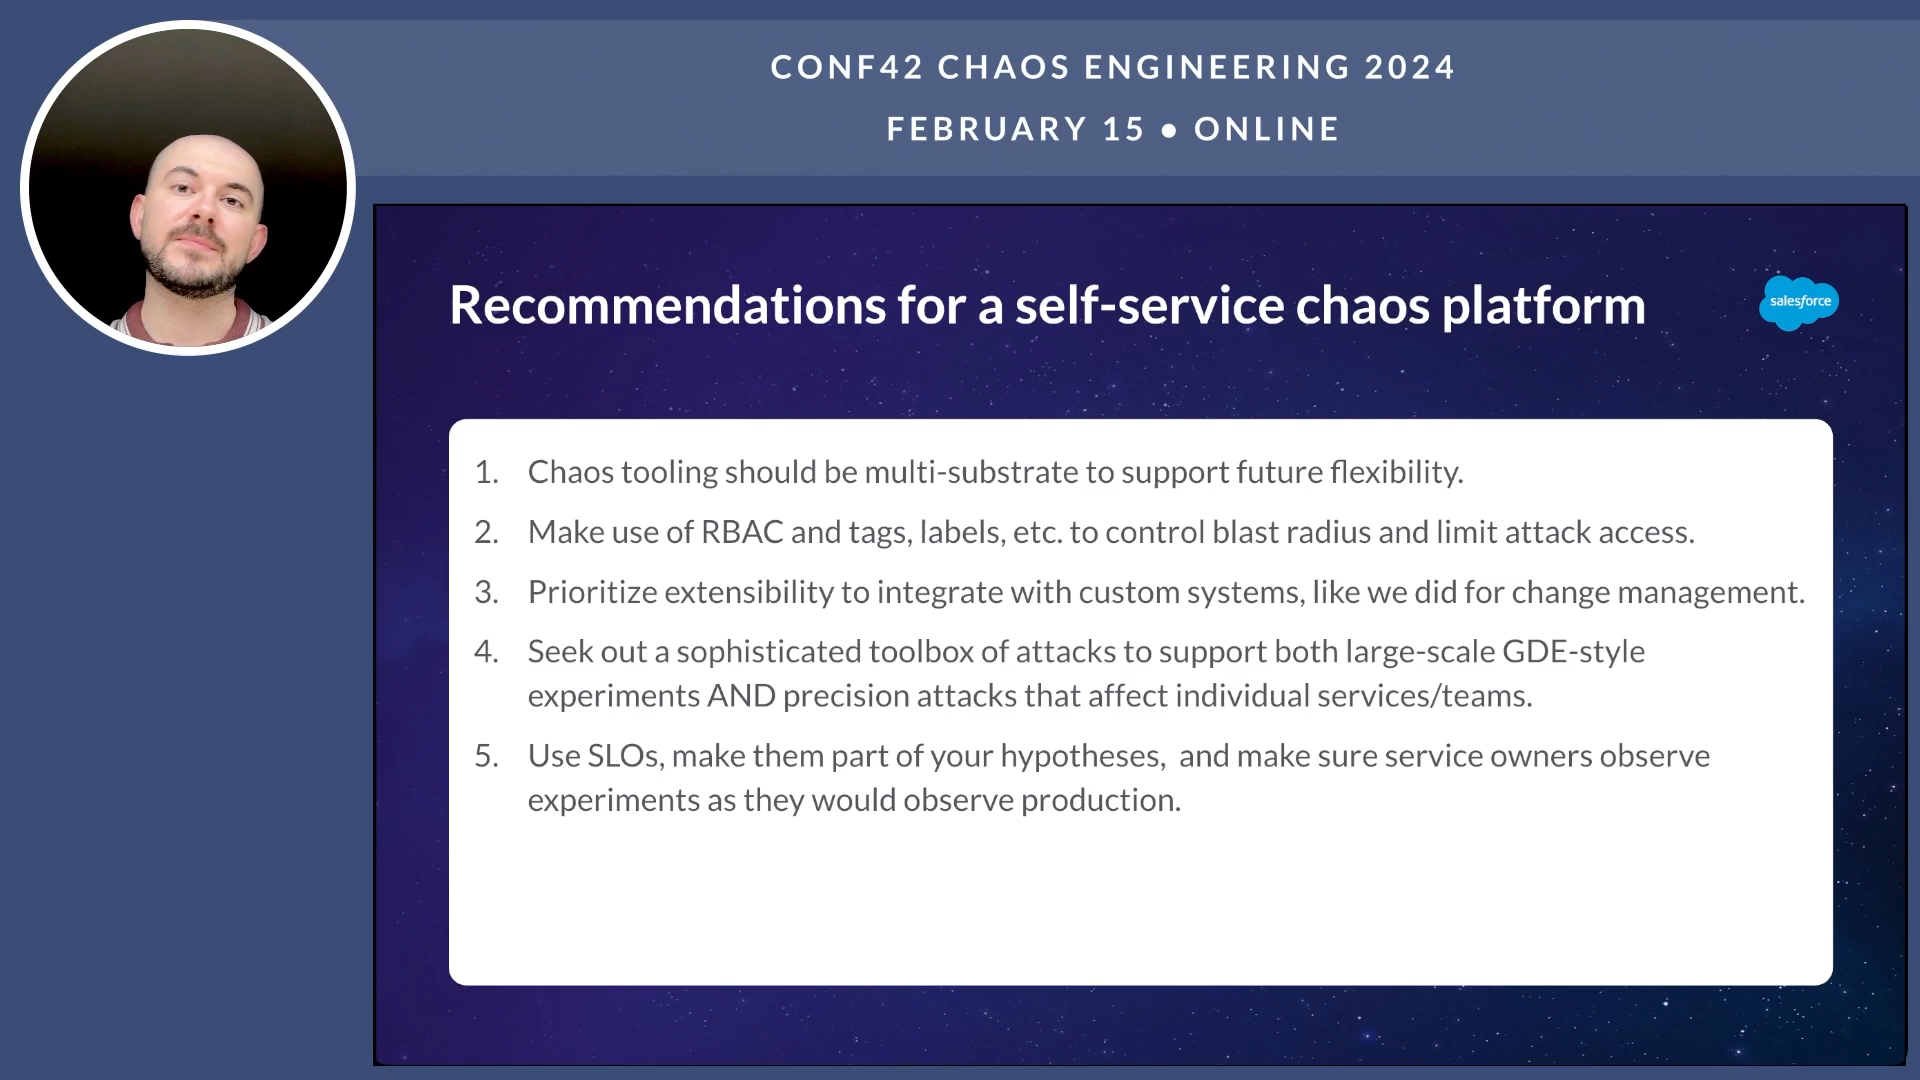 CONF42 CHAOS ENGINEERING 2024
FEBRUARY 15 ● ONLINE
Recommendations for a self-service chaos platform
salesforce
1. Chaos tooling should be multi-substrate to support future flexibility.
2. Make use of RBAC and tags, labels, etc. to control blast radius and limit attack access.
3. Prioritize extensibility to integrate with custom systems, like we did for change management.
4. Seek out a sophisticated toolbox of attacks to support both large-scale GDE-style
experiments AND precision attacks that affect individual services/teams.
5. Use SLOs, make them part of your hypotheses,  and make sure service owners observe
experiments as they would observe production.